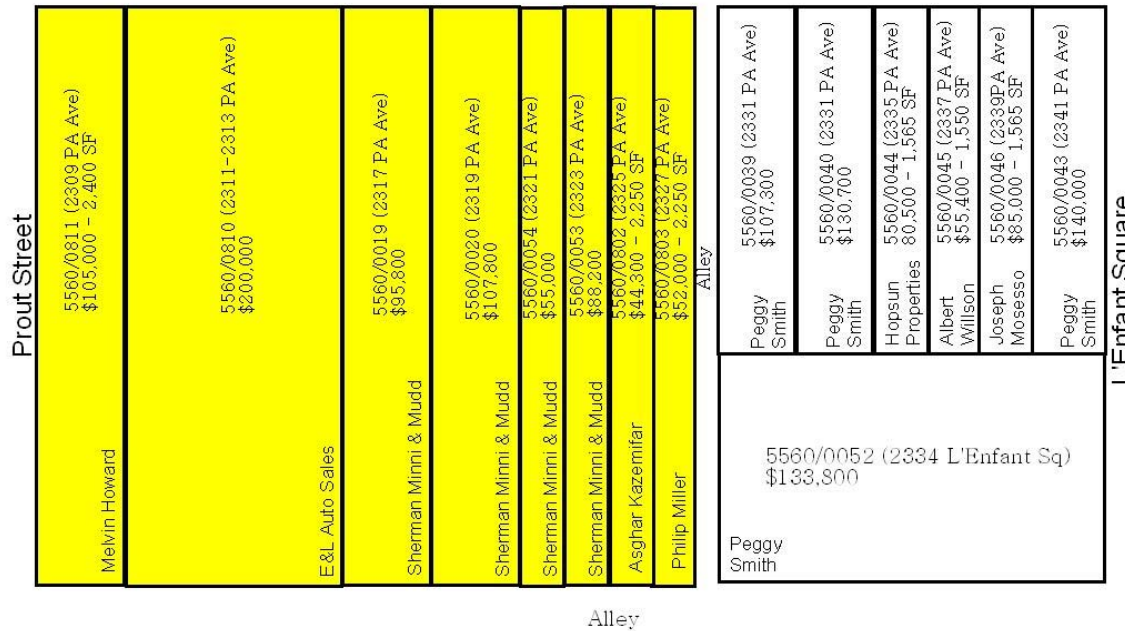 Prout Street
5560/0811 (2309 PA Ave)
$105,000 - 2,400 SF
Melvin Howard
5560/0810 (2311-2313 PA Ave)
$200,000
E&L Auto Sales
5560/0019 (2317 PA Ave)
$95,800
Sherman Minni & Mudd
5560/0020 (2319 PA Ave)
$107,800
Sherman Minni & Mudd
5560/0054 (2321 PA Ave)
$55,000
Sherman Minni & Mudd
5560/0053 (2323 PA Ave)
$88,200
Sherman Minni & Mudd
5560/0802 (2325 PA Ave)
$44,300 - 2,250 SF
Asghar Kazemifar
5560/0803 (2327 PA Ave)
$52,000 - 2,250 SF
Philip Miller
Alley
5560/0039 (2331 PA Ave)
$107,300
Peggy
Smith
5560/0040 (2331 PA Ave)
$130,700
Peggy
Smith
5560/0044 (2335 PA Ave)
80,500 - 1,565 SF
Hopsun
Properties
5560/0045 (2337 PA Ave)
$55,400 - 1,550 SF
Albert
Willson
5560/0046 (2339PA Ave)
$85,000 - 1,565 SF
Joseph
Mosesso
5560/0043 (2341 PA Ave)
$140,000
Peggy
Smith
L'Enfant Square
5560/0052 (2334 L'Enfant Sq)
$133,800
Peggy
Smith
Alley